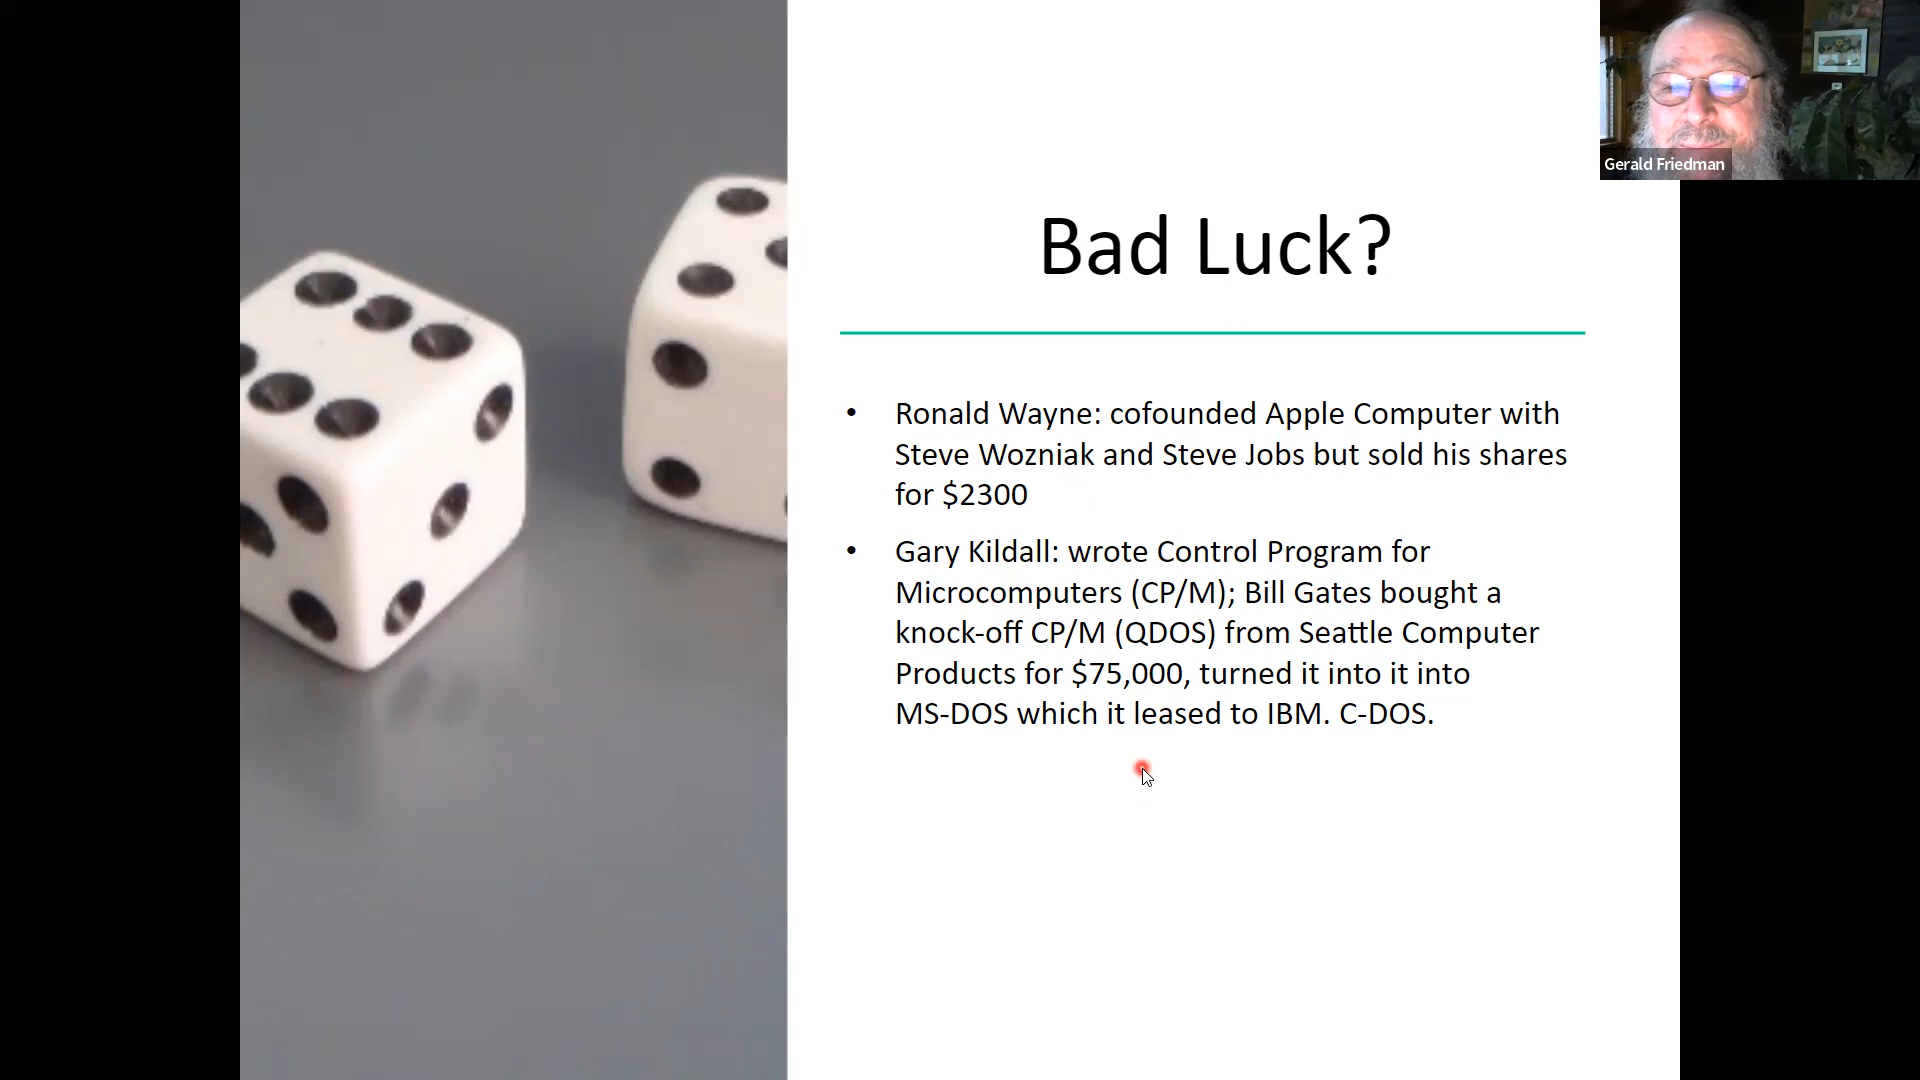 Gerald Friedman
Bad Luck?
• Ronald Wayne: cofounded Apple Computer with
Steve Wozniak and Steve Jobs but sold his shares
for $2300
• Gary Kildall: wrote Control Program for
Microcomputers (CP/M); Bill Gates bought a
knock-off CP/M (QDOS) from Seattle Computer
Products for $75,000, turned it into it into
MS-DOS which it leased to IBM. C-DOS.